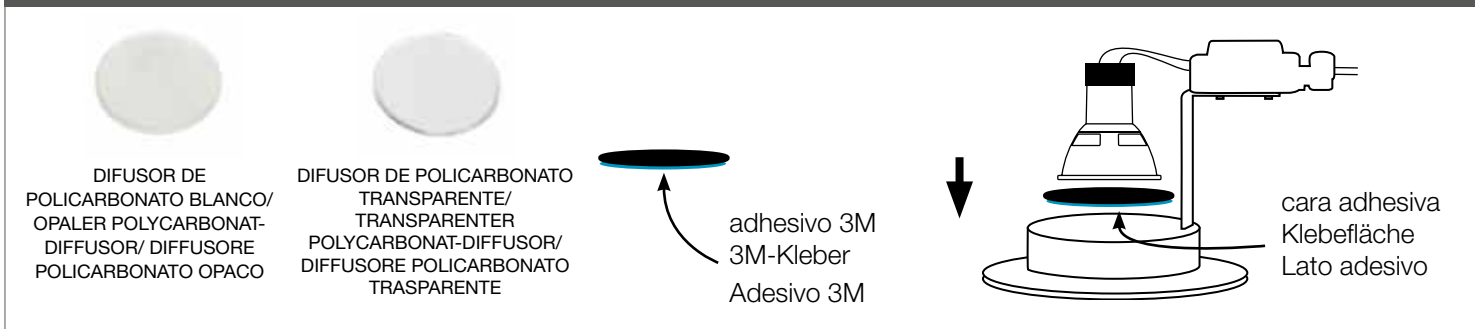 DIFUSOR DE
POLICARBONATO BLANCO/
OPALER POLYCARBONAT-
DIFFUSOR/ DIFFUSORE
POLICARBONATO OPACO
DIFUSOR DE POLICARBONATO
TRANSPARENTE/
TRANSPARENTER
POLYCARBONAT-DIFFUSOR/
DIFFUSORE POLICARBONATO
TRASPARENTE
adhesivo 3M
3M-Kleber
Adesivo 3M
cara adhesiva
Klebefläche
Lato adesivo